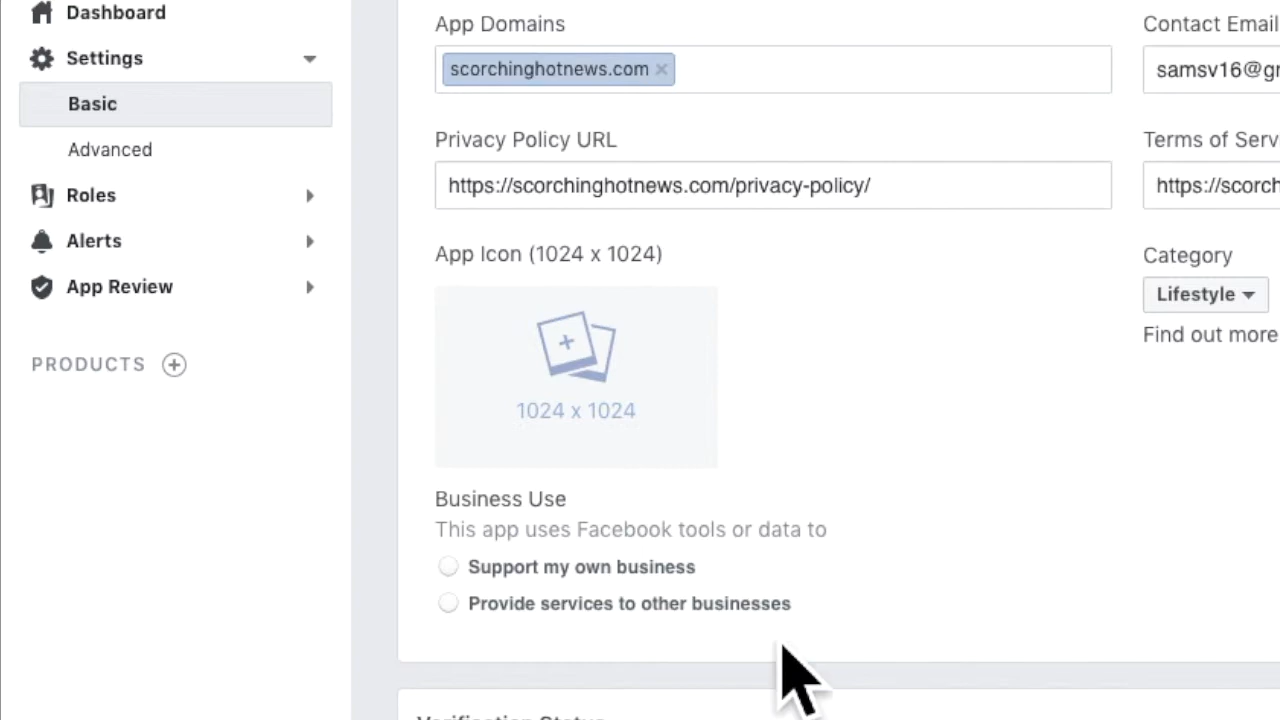 Dashboard
Settings
Basic
Advanced
Roles
Alerts
App Review
PRODUCTS
App Domains
scorchinghotnews.com
Privacy Policy URL
https://scorchinghotnews.com/privacy-policy/
App Icon (1024 x 1024)
1024 x 1024
Business Use
This app uses Facebook tools or data to
Support my own business
Provide services to other businesses
Contact Email
samsv16@gr
Terms of Serv
https://scorch
Category
Lifestyle
Find out more
Verification Status